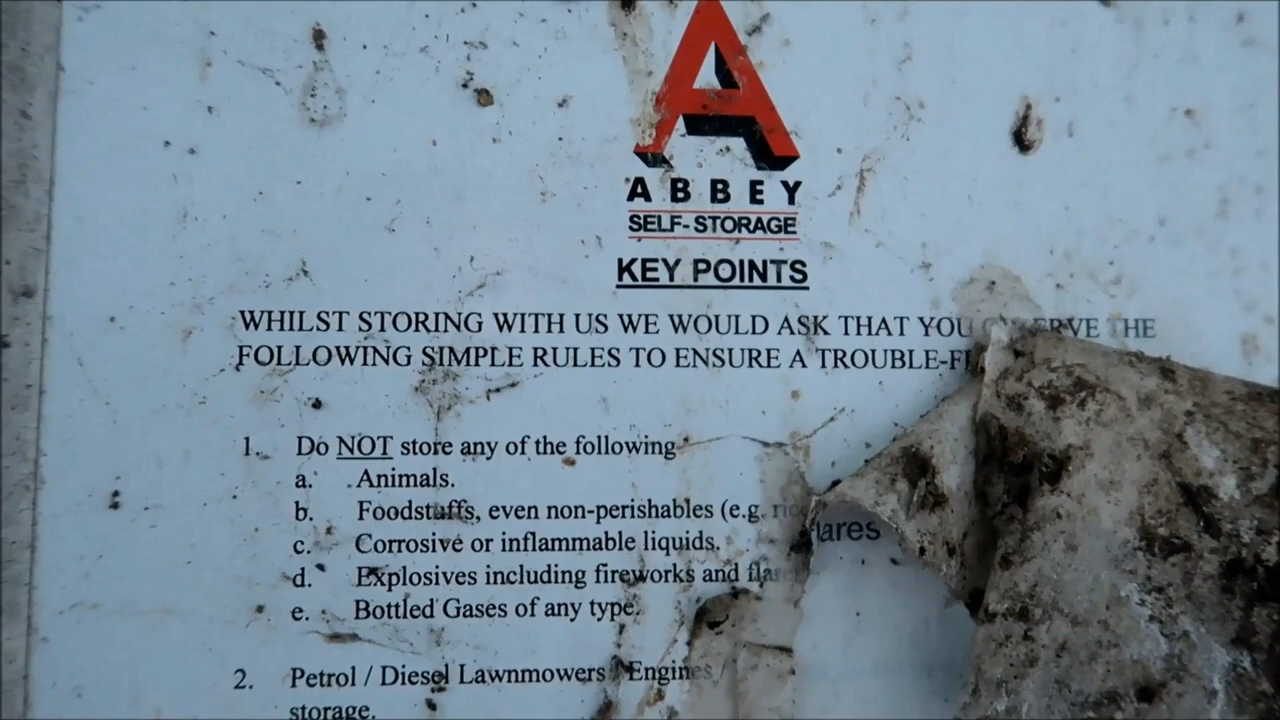 A
ABBEY
SELF-STORAGE
KEY POINTS
WHILST STORING WITH US WE WOULD ASK THAT YOU THE
FOLLOWING SIMPLE RULES TO ENSURE A
1. Do NOT store any of the following
a. Animals.
b. Foodstuffs, even non-perishables (e.g.
c. Corrosive or inflammable liquids.
flares
d. Explosives including fireworks and
e. Bottled Gases of any type.
2. Petrol / Diesel Lawnmowers / Engines /
storage.